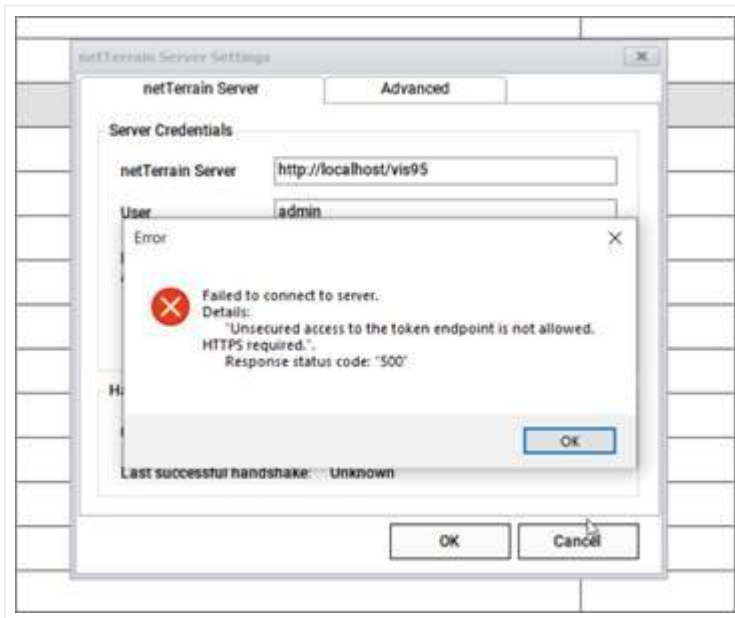 netTerrain Server Settings
netTerrain Server
Advanced
Server Credentials
netTerrain Server
http://localhost/vis95
User
admin
Error
Failed to connect to server.
Details:
"Unsecured access to the token endpoint is not allowed.
HTTPS required.".
Response status code: "500"
OK
Last successful handshake: Unknown
OK
Cancel